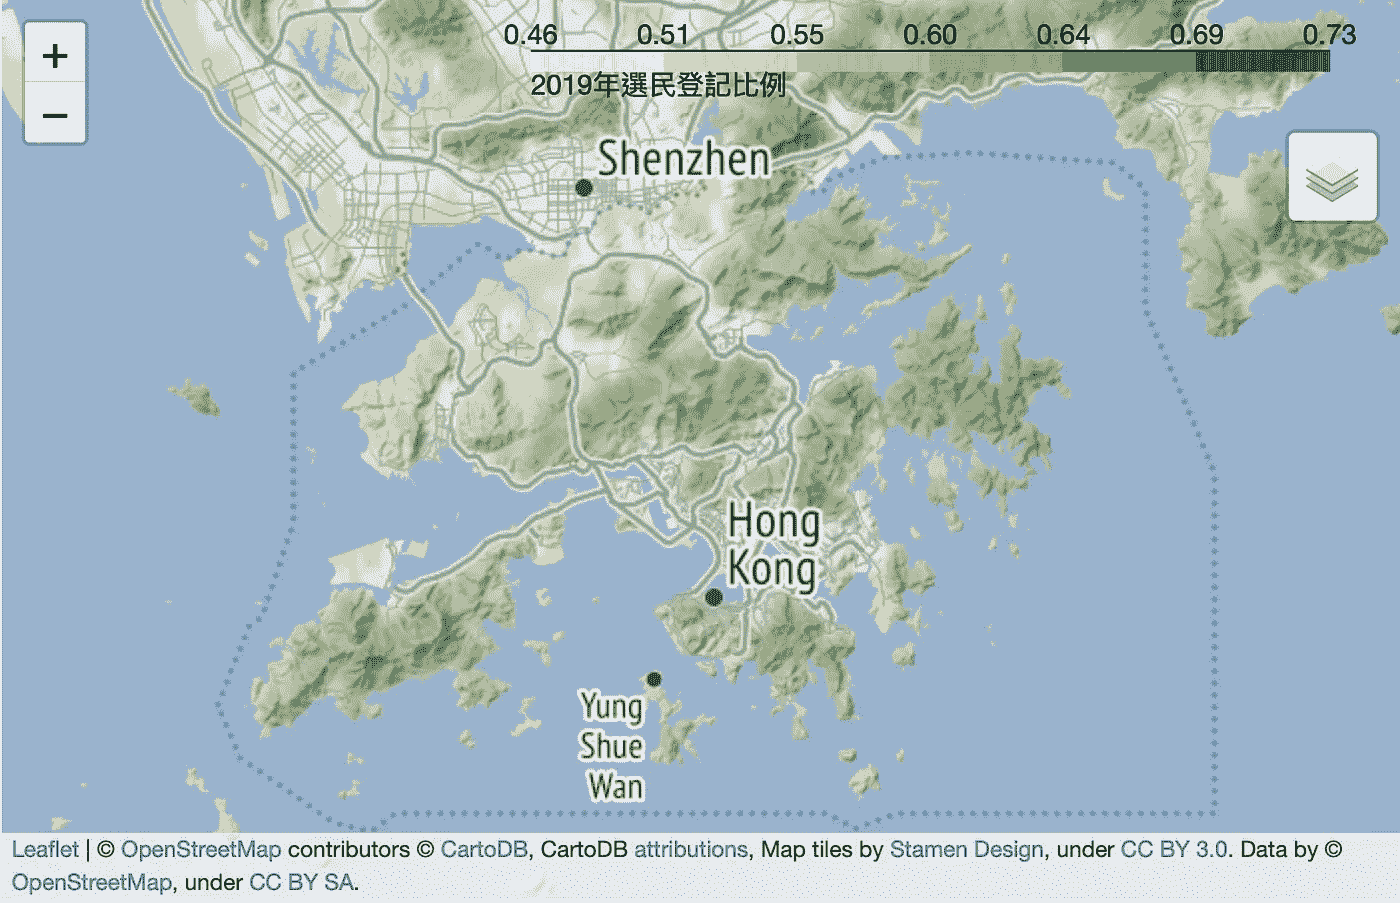 +
−
0.46 0.51 0.55 0.60 0.64 0.69 0.73
2019年選民登記比例
Shenzhen
Hong
Kong
Yung
Shue
Wan
Leaflet | © OpenStreetMap contributors © CartoDB, CartoDB attributions, Map tiles by Stamen Design, under CC BY 3.0. Data by ©
OpenStreetMap, under CC BY SA.